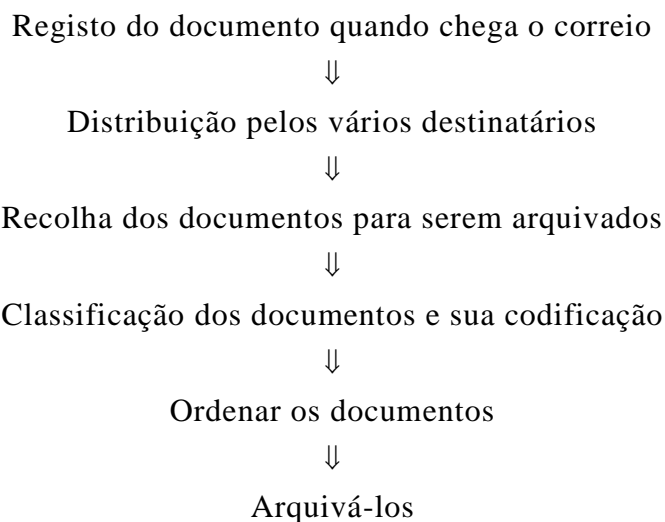 Registo do documento quando chega o correio
⇓
Distribuição pelos vários destinatários
⇓
Recolha dos documentos para serem arquivados
⇓
Classificação dos documentos e sua codificação
⇓
Ordenar os documentos
⇓
Arquivá-los